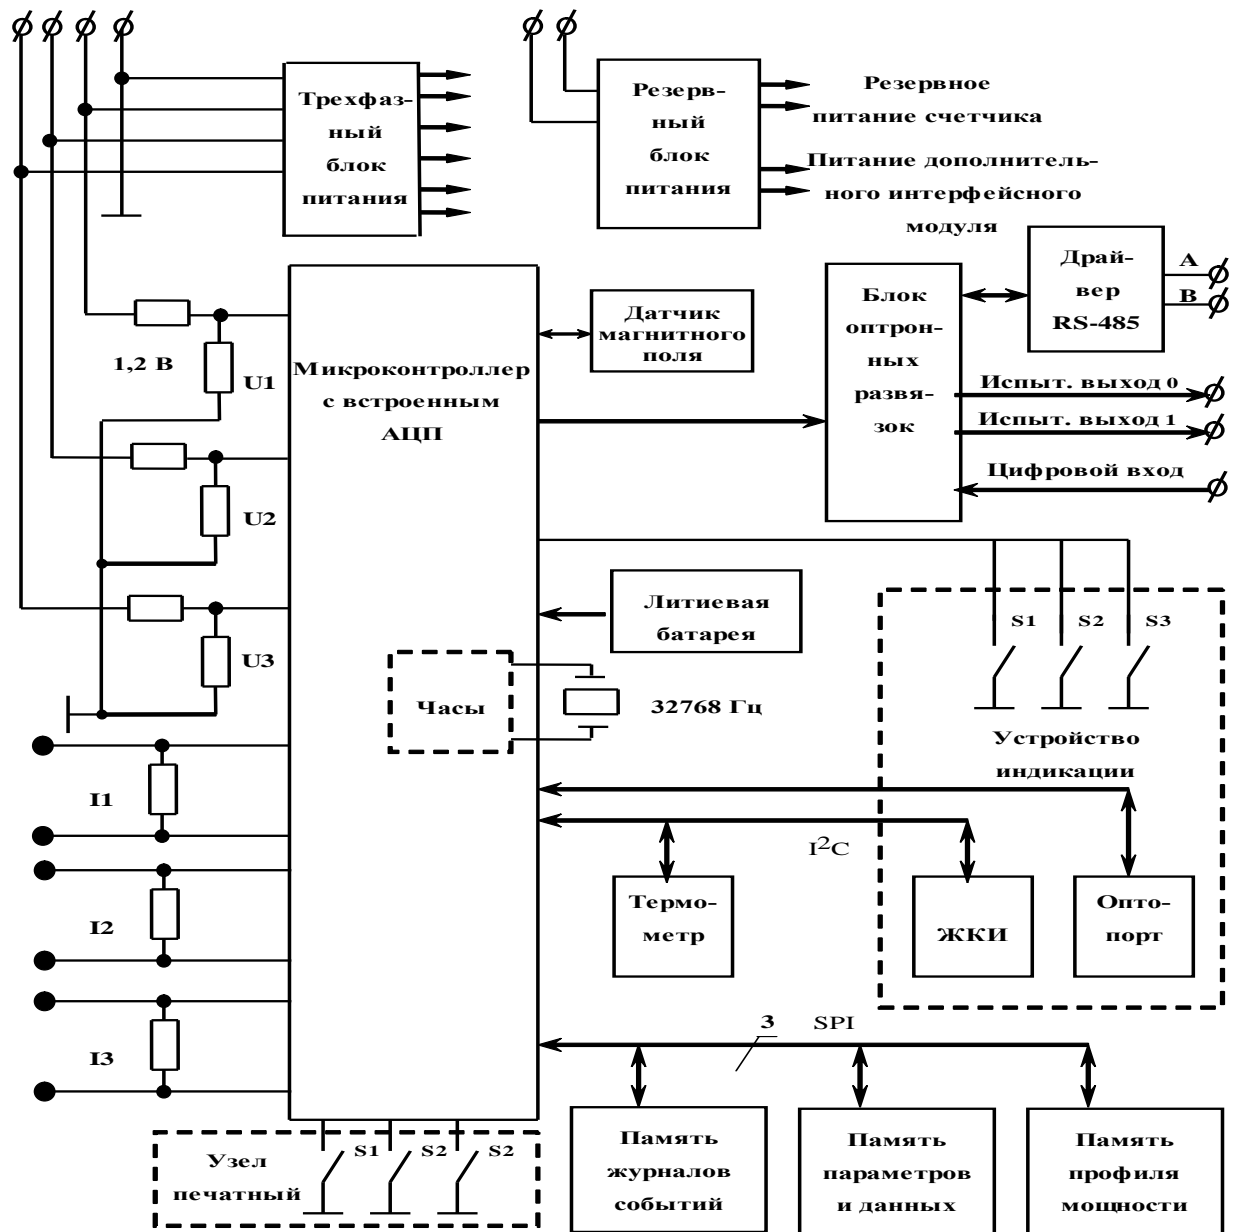 Трехфаз-
ный
блок
питания
Резерв-
ный
блок
питания
Резервное
питание счетчика
Питание дополнитель-
ного интерфейсного
модуля
Драй-
вер
RS-485
A
B
Блок
оптрон-
ных
развя-
зок
Испыт. выход 0
Испыт. выход 1
Цифровой вход
Датчик
магнитного
поля
Микроконтроллер
с встроенным
АЦП
1,2 В
U1
U2
U3
Литиевая
батарея
Часы
32768 Гц
S1
S2
S3
Устройство
индикации
I1
I2
I3
I²C
Термо-
метр
ЖКИ
Опто-
порт
3
SPI
Память
журналов
событий
Память
параметров
и данных
Память
профиля
мощности
Узел
печатный
S1
S2
S2